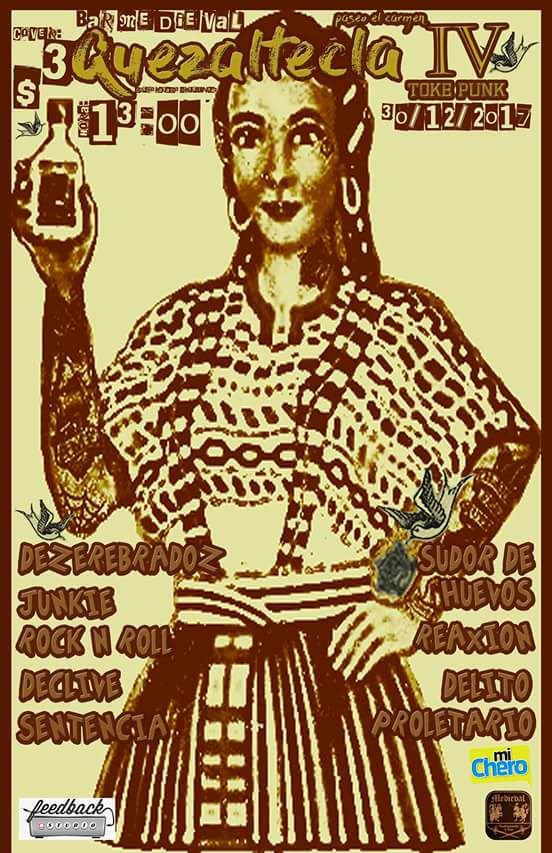 COVER:
$3
BAR MEDIEVAL
paseo el carmen
Quezaltecla IV
TOKE PUNK
HORA: 13:00
30/12/2017
DEZEREBRADOZ
JUNKIE
ROCK N ROLL
DECLIVE
SENTENCIA
SUDOR DE
HUEVOS
REAXION
DELITO
PROLETARIO
mi
Chero
feedback
studio
Medieval